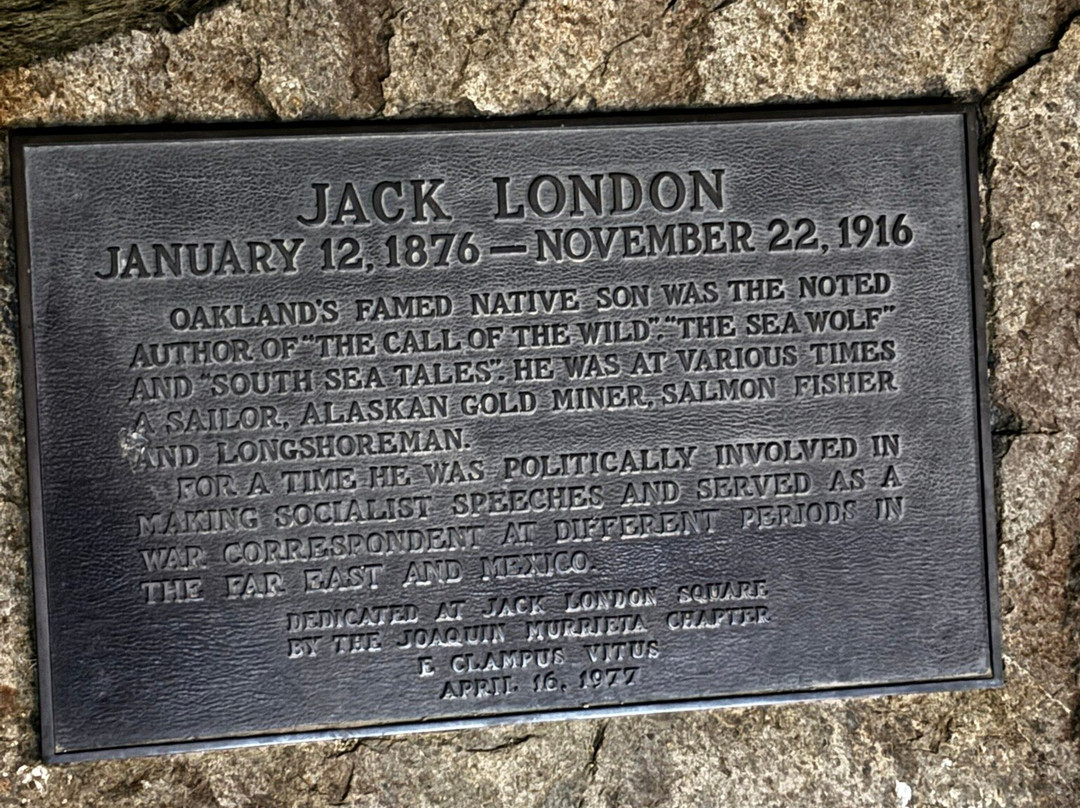 JACK LONDON
JANUARY 12, 1876 — NOVEMBER 22, 1916
OAKLAND'S FAMED NATIVE SON WAS THE NOTED
AUTHOR OF "THE CALL OF THE WILD", "THE SEA WOLF"
AND "SOUTH SEA TALES". HE WAS AT VARIOUS TIMES
A SAILOR, ALASKAN GOLD MINER, SALMON FISHER
AND LONGSHOREMAN.
FOR A TIME HE WAS POLITICALLY INVOLVED IN
MAKING SOCIALIST SPEECHES AND SERVED AS A
WAR CORRESPONDENT AT DIFFERENT PERIODS IN
THE FAR EAST AND MEXICO.
DEDICATED AT JACK LONDON SQUARE
BY THE JOAQUIN MURRIETA CHAPTER
E CLAMPUS VITUS
APRIL 16, 1977